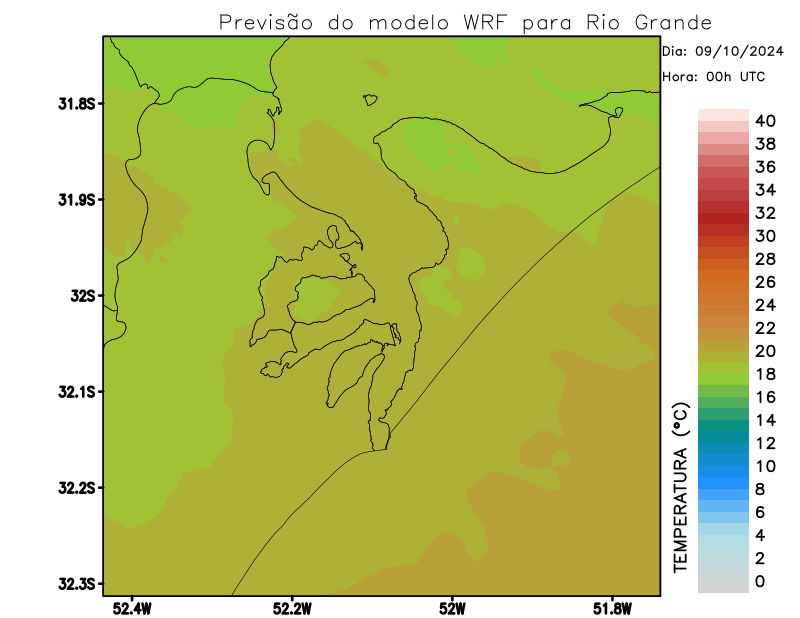 Previsão do modelo WRF para Rio Grande
Dia: 09/10/2024
Hora: 00h UTC
31.8S
31.9S
32S
32.1S
32.2S
32.3S
52.4W
52.2W
52W
51.8W
40
38
36
34
32
30
28
26
24
22
20
18
16
14
12
10
8
6
4
2
0
TEMPERATURA (°C)